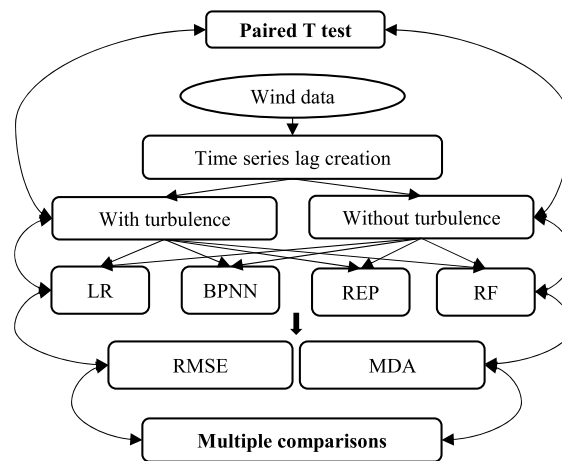 Paired T test
Wind data
Time series lag creation
With turbulence
Without turbulence
LR
BPNN
REP
RF
RMSE
MDA
Multiple comparisons